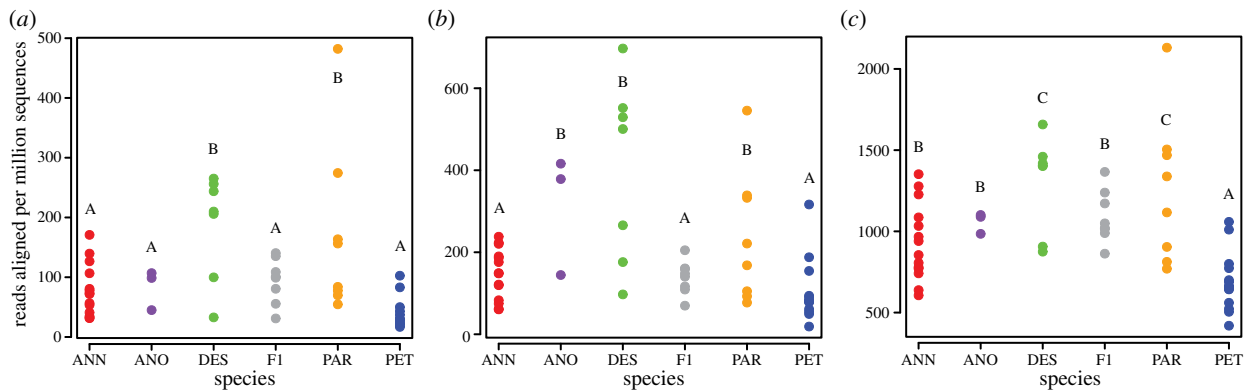 (a) (b) (c)
reads aligned per million sequences
500
400
300
200
100
0
A A B A B A
ANN ANO DES F1 PAR PET
species
600
400
200
0
A B B A B A
ANN ANO DES F1 PAR PET
species
2000
1500
1000
500
B B C B C A
ANN ANO DES F1 PAR PET
species